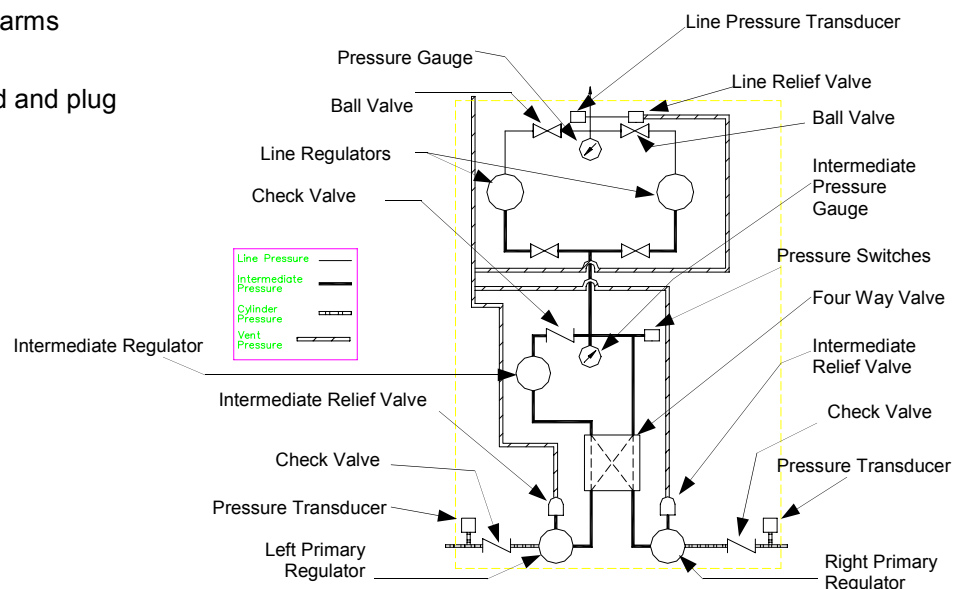 arms
d and plug
Line Pressure Transducer
Pressure Gauge
Line Relief Valve
Ball Valve
Ball Valve
Line Regulators
Intermediate
Pressure
Gauge
Check Valve
Line Pressure
Intermediate
Pressure
Cylinder
Pressure
Vent
Pressure
Pressure Switches
Four Way Valve
Intermediate Regulator
Intermediate
Relief Valve
Intermediate Relief Valve
Check Valve
Check Valve
Pressure Transducer
Pressure Transducer
Left Primary
Regulator
Right Primary
Regulator